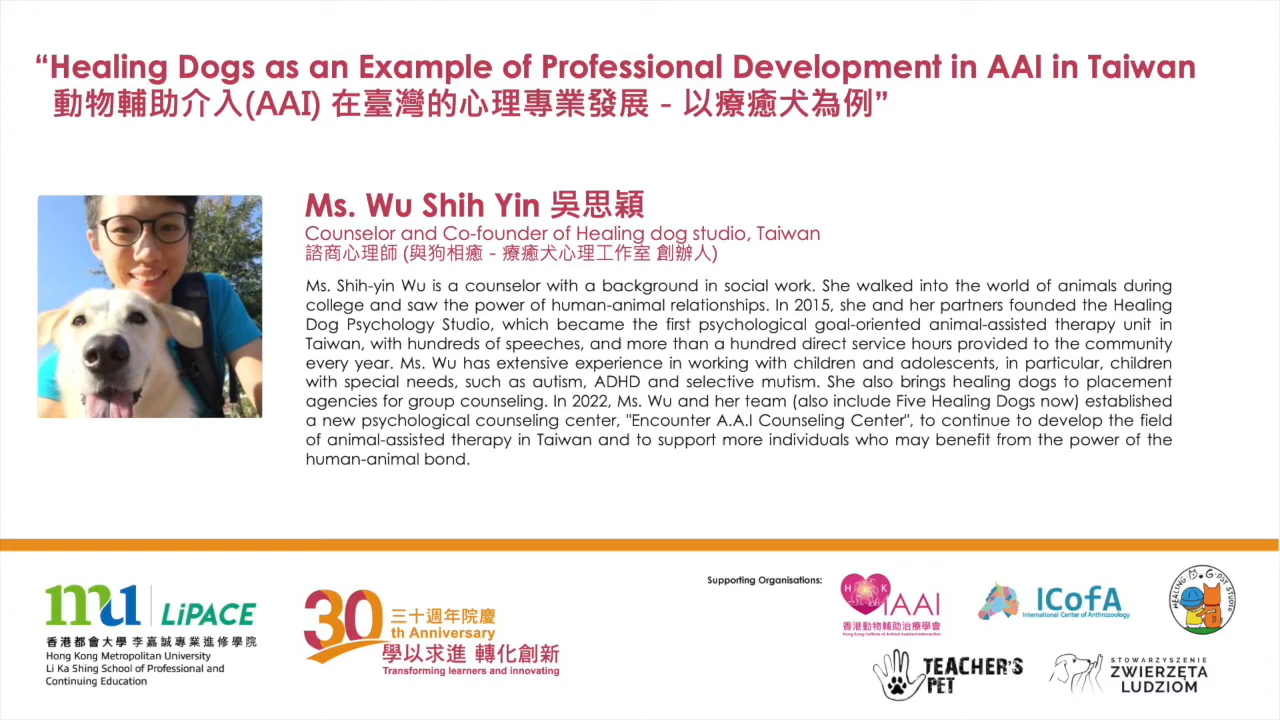 “Healing Dogs as an Example of Professional Development in AAI in Taiwan
動物輔助介入(AAI) 在臺灣的心理專業發展 - 以療癒犬為例”
Ms. Wu Shih Yin 吳思穎
Counselor and Co-founder of Healing dog studio, Taiwan
諮商心理師 (與狗相癒 - 療癒犬心理工作室 創辦人)
Ms. Shih-yin Wu is a counselor with a background in social work. She walked into the world of animals during
college and saw the power of human-animal relationships. In 2015, she and her partners founded the Healing
Dog Psychology Studio, which became the first psychological goal-oriented animal-assisted therapy unit in
Taiwan, with hundreds of speeches, and more than a hundred direct service hours provided to the community
every year. Ms. Wu has extensive experience in working with children and adolescents, in particular, children
with special needs, such as autism, ADHD and selective mutism. She also brings healing dogs to placement
agencies for group counseling. In 2022, Ms. Wu and her team (also include Five Healing Dogs now) established
a new psychological counseling center, "Encounter A.A.I Counseling Center", to continue to develop the field
of animal-assisted therapy in Taiwan and to support more individuals who may benefit from the power of the
human-animal bond.
mu LiPACE
香港都會大學 李嘉誠專業進修學院
Hong Kong Metropolitan University
Li Ka Shing School of Professional and
Continuing Education
30 三十週年院慶
th Anniversary
學以求進 轉化創新
Transforming learners and innovating
Supporting Organisations:
HK IAAI
香港動物輔助治療學會
Hong Kong Institute of Animal Assisted Intervention
ICofA
International Center of Anthrozoology
TEACHER'S
PET
STOWARZYSZENIE
ZWIERZĘTA
LUDZIOM